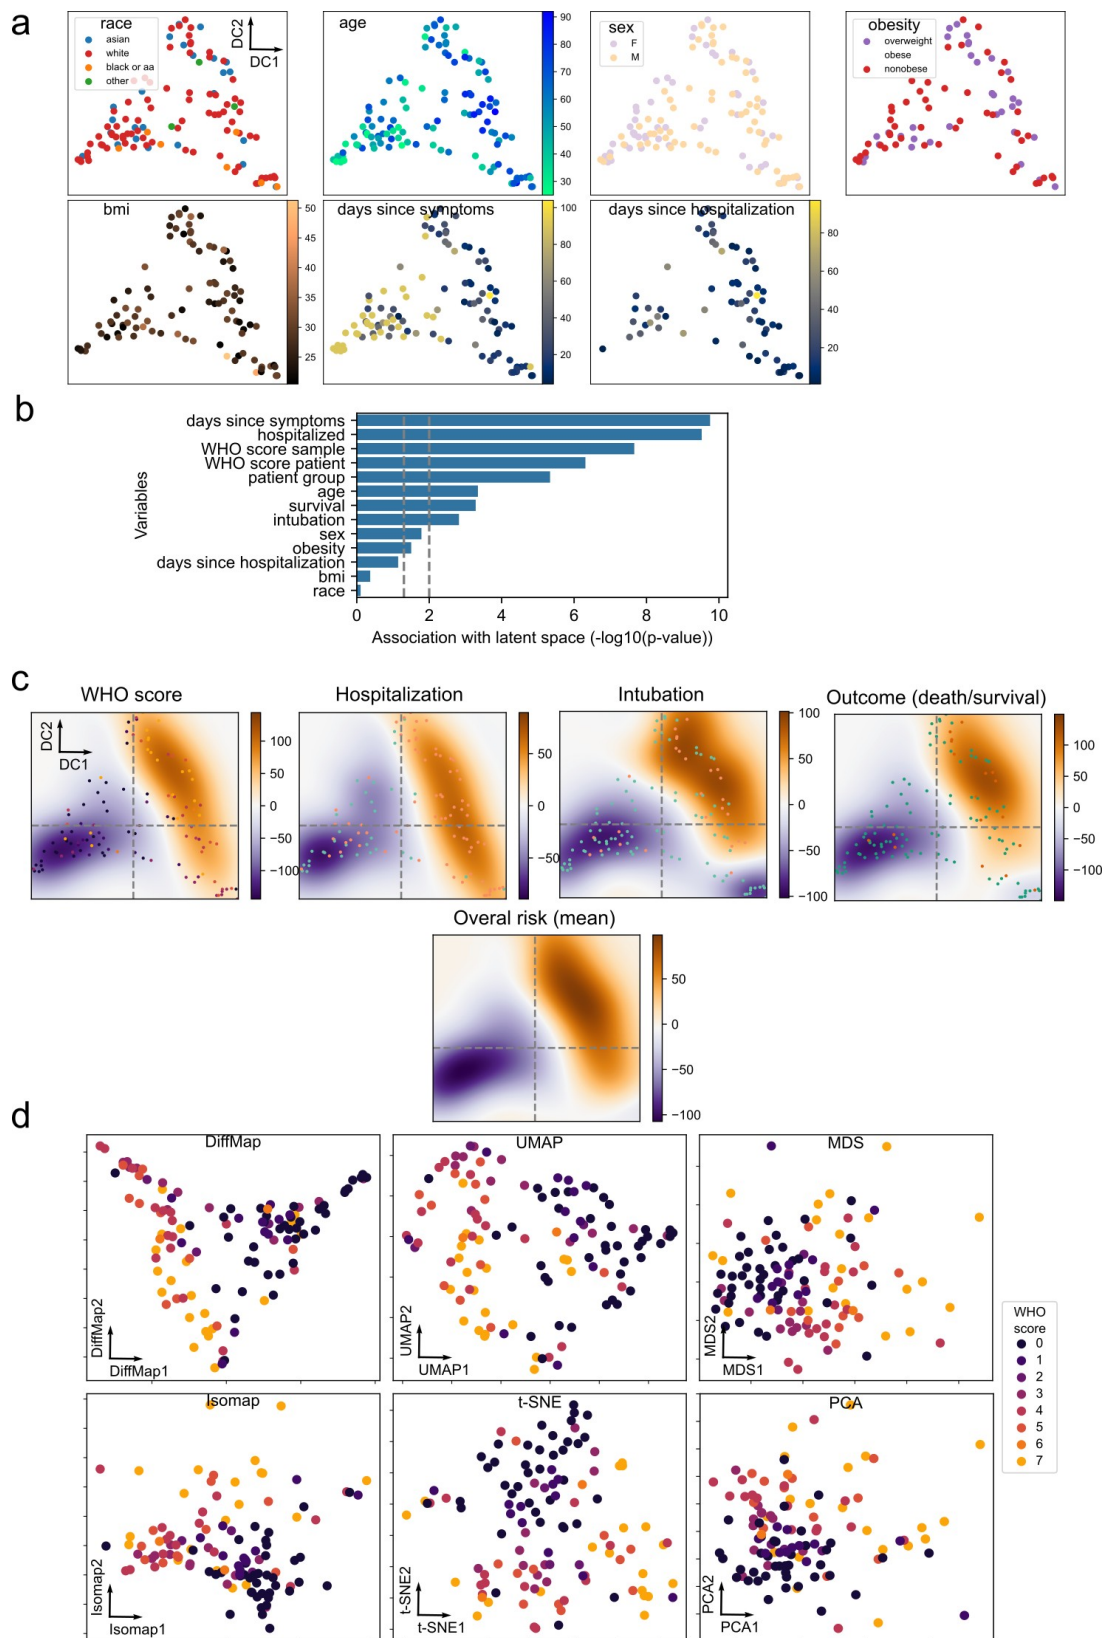 a
race
asian
white
black or aa
other
DC2
DC1
age
90
80
70
60
50
40
30
sex
F
M
obesity
overweight
obese
nonobese
bmi
50
45
40
35
30
25
days since symptoms
100
80
60
40
20
days since hospitalization
80
60
40
20
b
Variables
days since symptoms
hospitalized
WHO score sample
WHO score patient
patient group
age
survival
intubation
sex
obesity
days since hospitalization
bmi
race
0 2 4 6 8 10
Association with latent space (-log10(p-value))
c
WHO score
DC2
DC1
100
50
0
−50
−100
Hospitalization
50
0
−50
Intubation
100
50
0
−50
−100
Outcome (death/survival)
100
50
0
−50
−100
Overal risk (mean)
50
0
−50
−100
d
DiffMap
DiffMap2
DiffMap1
UMAP
UMAP2
UMAP1
MDS
MDS2
MDS1
WHO
score
0
1
2
3
4
5
6
7
Isomap
Isomap2
Isomap1
t-SNE
t-SNE2
t-SNE1
PCA
PCA2
PCA1